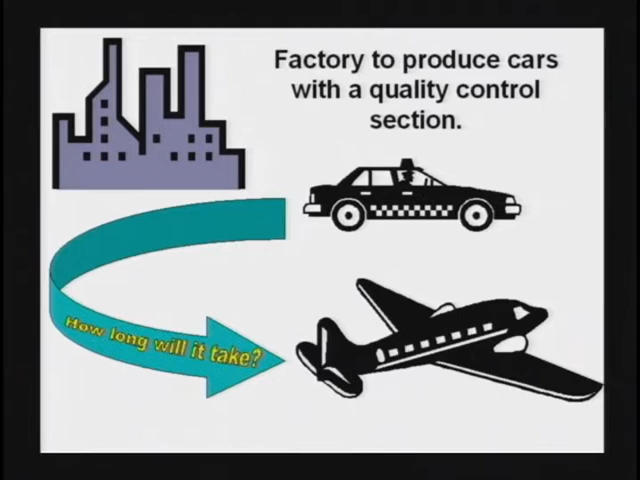 Factory to produce cars
with a quality control
section.
How long will it take?